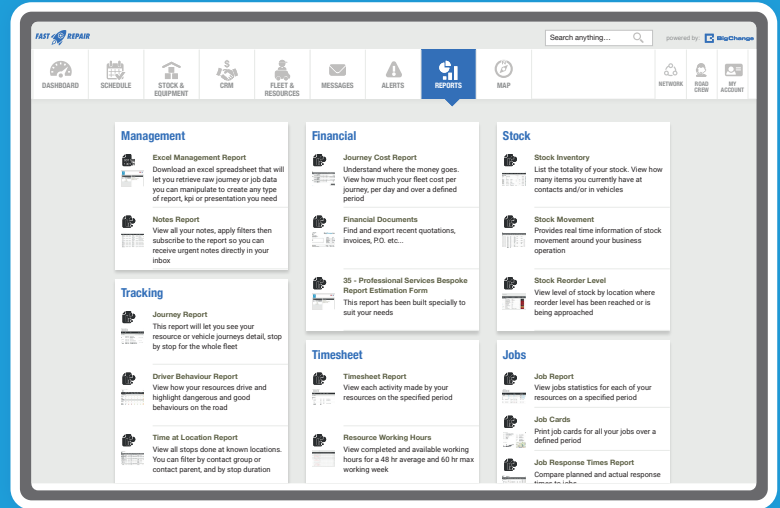 FAST REPAIR
Search anything...
powered by BigChange
DASHBOARD
SCHEDULE
STOCK &
EQUIPMENT
CRM
FLEET &
RESOURCES
MESSAGES
ALERTS
REPORTS
MAP
NETWORK
ROAD
CREW
MY
ACCOUNT
Management
Excel Management Report
Download an excel spreadsheet that will
let you retrieve raw journey or job data
you can manipulate to create any type
of report, kpi or presentation you need
Notes Report
View all your notes, apply filters then
subscribe to the report so you can
receive urgent notes directly in your
inbox
Tracking
Journey Report
This report will let you see your
resource or vehicle journeys detail, stop
by stop for the whole fleet
Driver Behaviour Report
View how your resources drive and
highlight dangerous and good
behaviours on the road
Time at Location Report
View all stops done at known locations.
You can filter by contact group or
contact parent, and by stop duration
Financial
Journey Cost Report
Understand where the money goes.
View how much your fleet cost per
journey, per day and over a defined
period
Financial Documents
Find and export recent quotations,
invoices, P.O. etc...
35 - Professional Services Bespoke
Report Estimation Form
This report has been built specially to
suit your needs
Timesheet
Timesheet Report
View each activity made by your
resources on the specified period
Resource Working Hours
View completed and available working
hours for a 48 hr average and 60 hr max
working week
Stock
Stock Inventory
List the totality of your stock. View how
many items you currently have at
contacts and/or in vehicles
Stock Movement
Provides real time information of stock
movement around your business
operation
Stock Reorder Level
View level of stock by location where
reorder level has been reached or is
being approached
Jobs
Job Report
View jobs statistics for each of your
resources on a specified period
Job Cards
Print job cards for all your jobs over a
defined period
Job Response Times Report
Compare planned and actual response
times to jobs